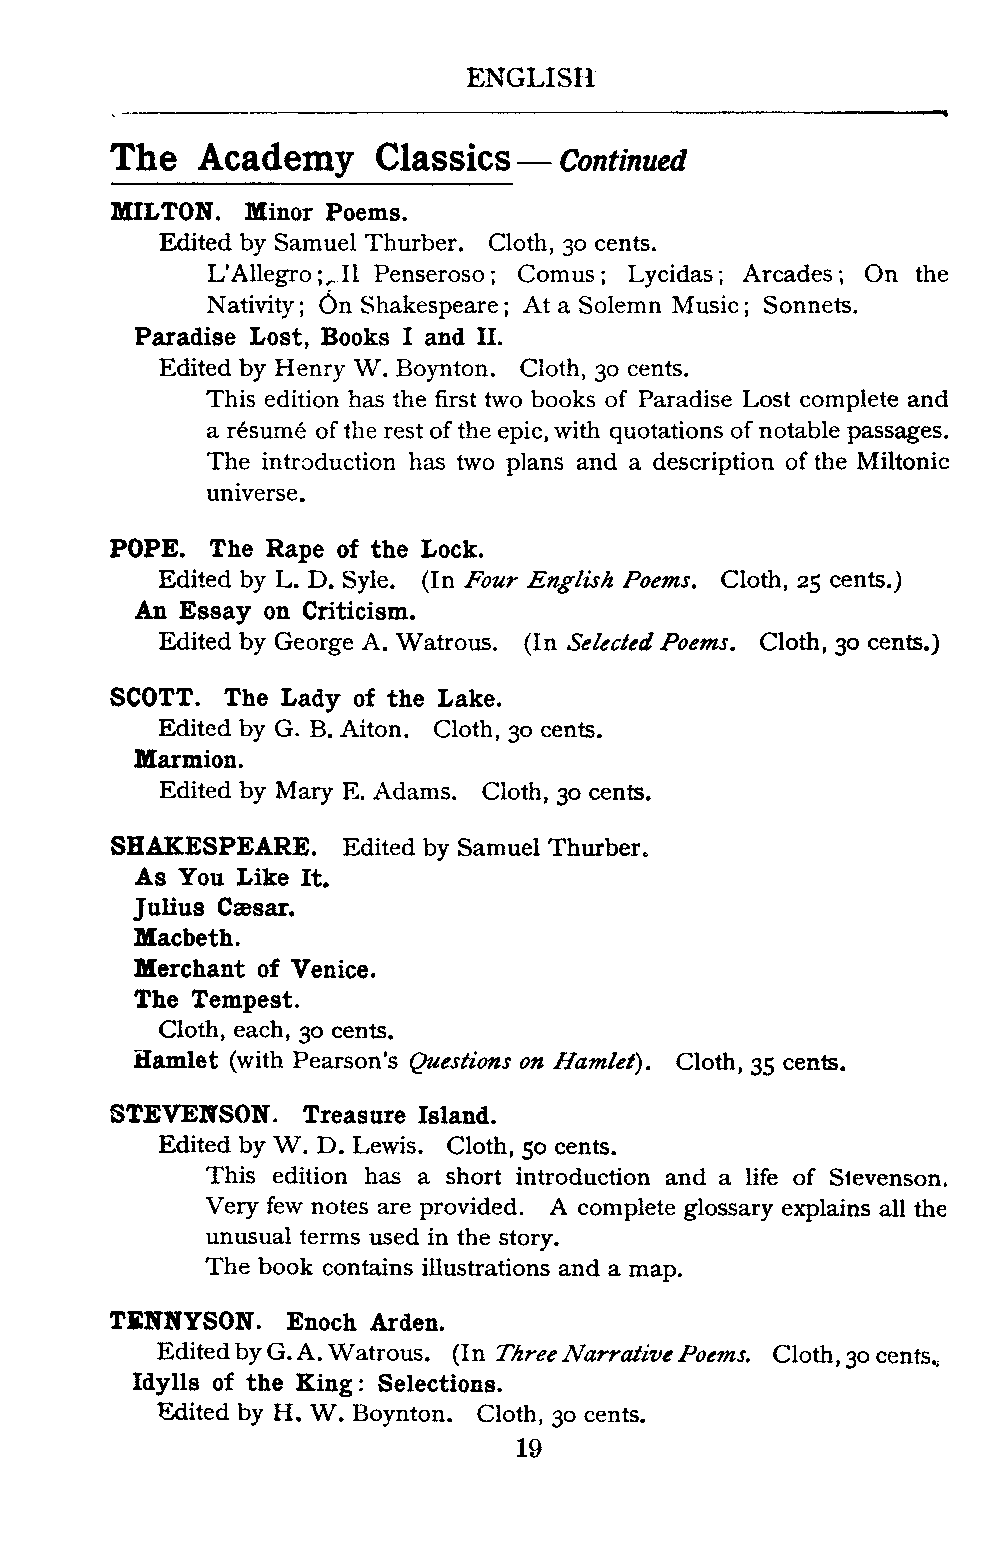 ENGLISH
The Academy Classics — Continued
MILTON. Minor Poems.
Edited by Samuel Thurber. Cloth, 30 cents.
L'Allegro; Il Penseroso; Comus; Lycidas; Arcades; On the
Nativity; On Shakespeare; At a Solemn Music; Sonnets.
Paradise Lost, Books I and II.
Edited by Henry W. Boynton. Cloth, 30 cents.
This edition has the first two books of Paradise Lost complete and
a résumé of the rest of the epic, with quotations of notable passages.
The introduction has two plans and a description of the Miltonic
universe.
POPE. The Rape of the Lock.
Edited by L. D. Syle. (In Four English Poems. Cloth, 25 cents.)
An Essay on Criticism.
Edited by George A. Watrous. (In Selected Poems. Cloth, 30 cents.)
SCOTT. The Lady of the Lake.
Edited by G. B. Aiton. Cloth, 30 cents.
Marmion.
Edited by Mary E. Adams. Cloth, 30 cents.
SHAKESPEARE. Edited by Samuel Thurber.
As You Like It.
Julius Cæsar.
Macbeth.
Merchant of Venice.
The Tempest.
Cloth, each, 30 cents.
Hamlet (with Pearson's Questions on Hamlet). Cloth, 35 cents.
STEVENSON. Treasure Island.
Edited by W. D. Lewis. Cloth, 50 cents.
This edition has a short introduction and a life of Stevenson.
Very few notes are provided. A complete glossary explains all the
unusual terms used in the story.
The book contains illustrations and a map.
TENNYSON. Enoch Arden.
Edited by G. A. Watrous. (In Three Narrative Poems. Cloth, 30 cents.
Idylls of the King: Selections.
Edited by H. W. Boynton. Cloth, 30 cents.
19